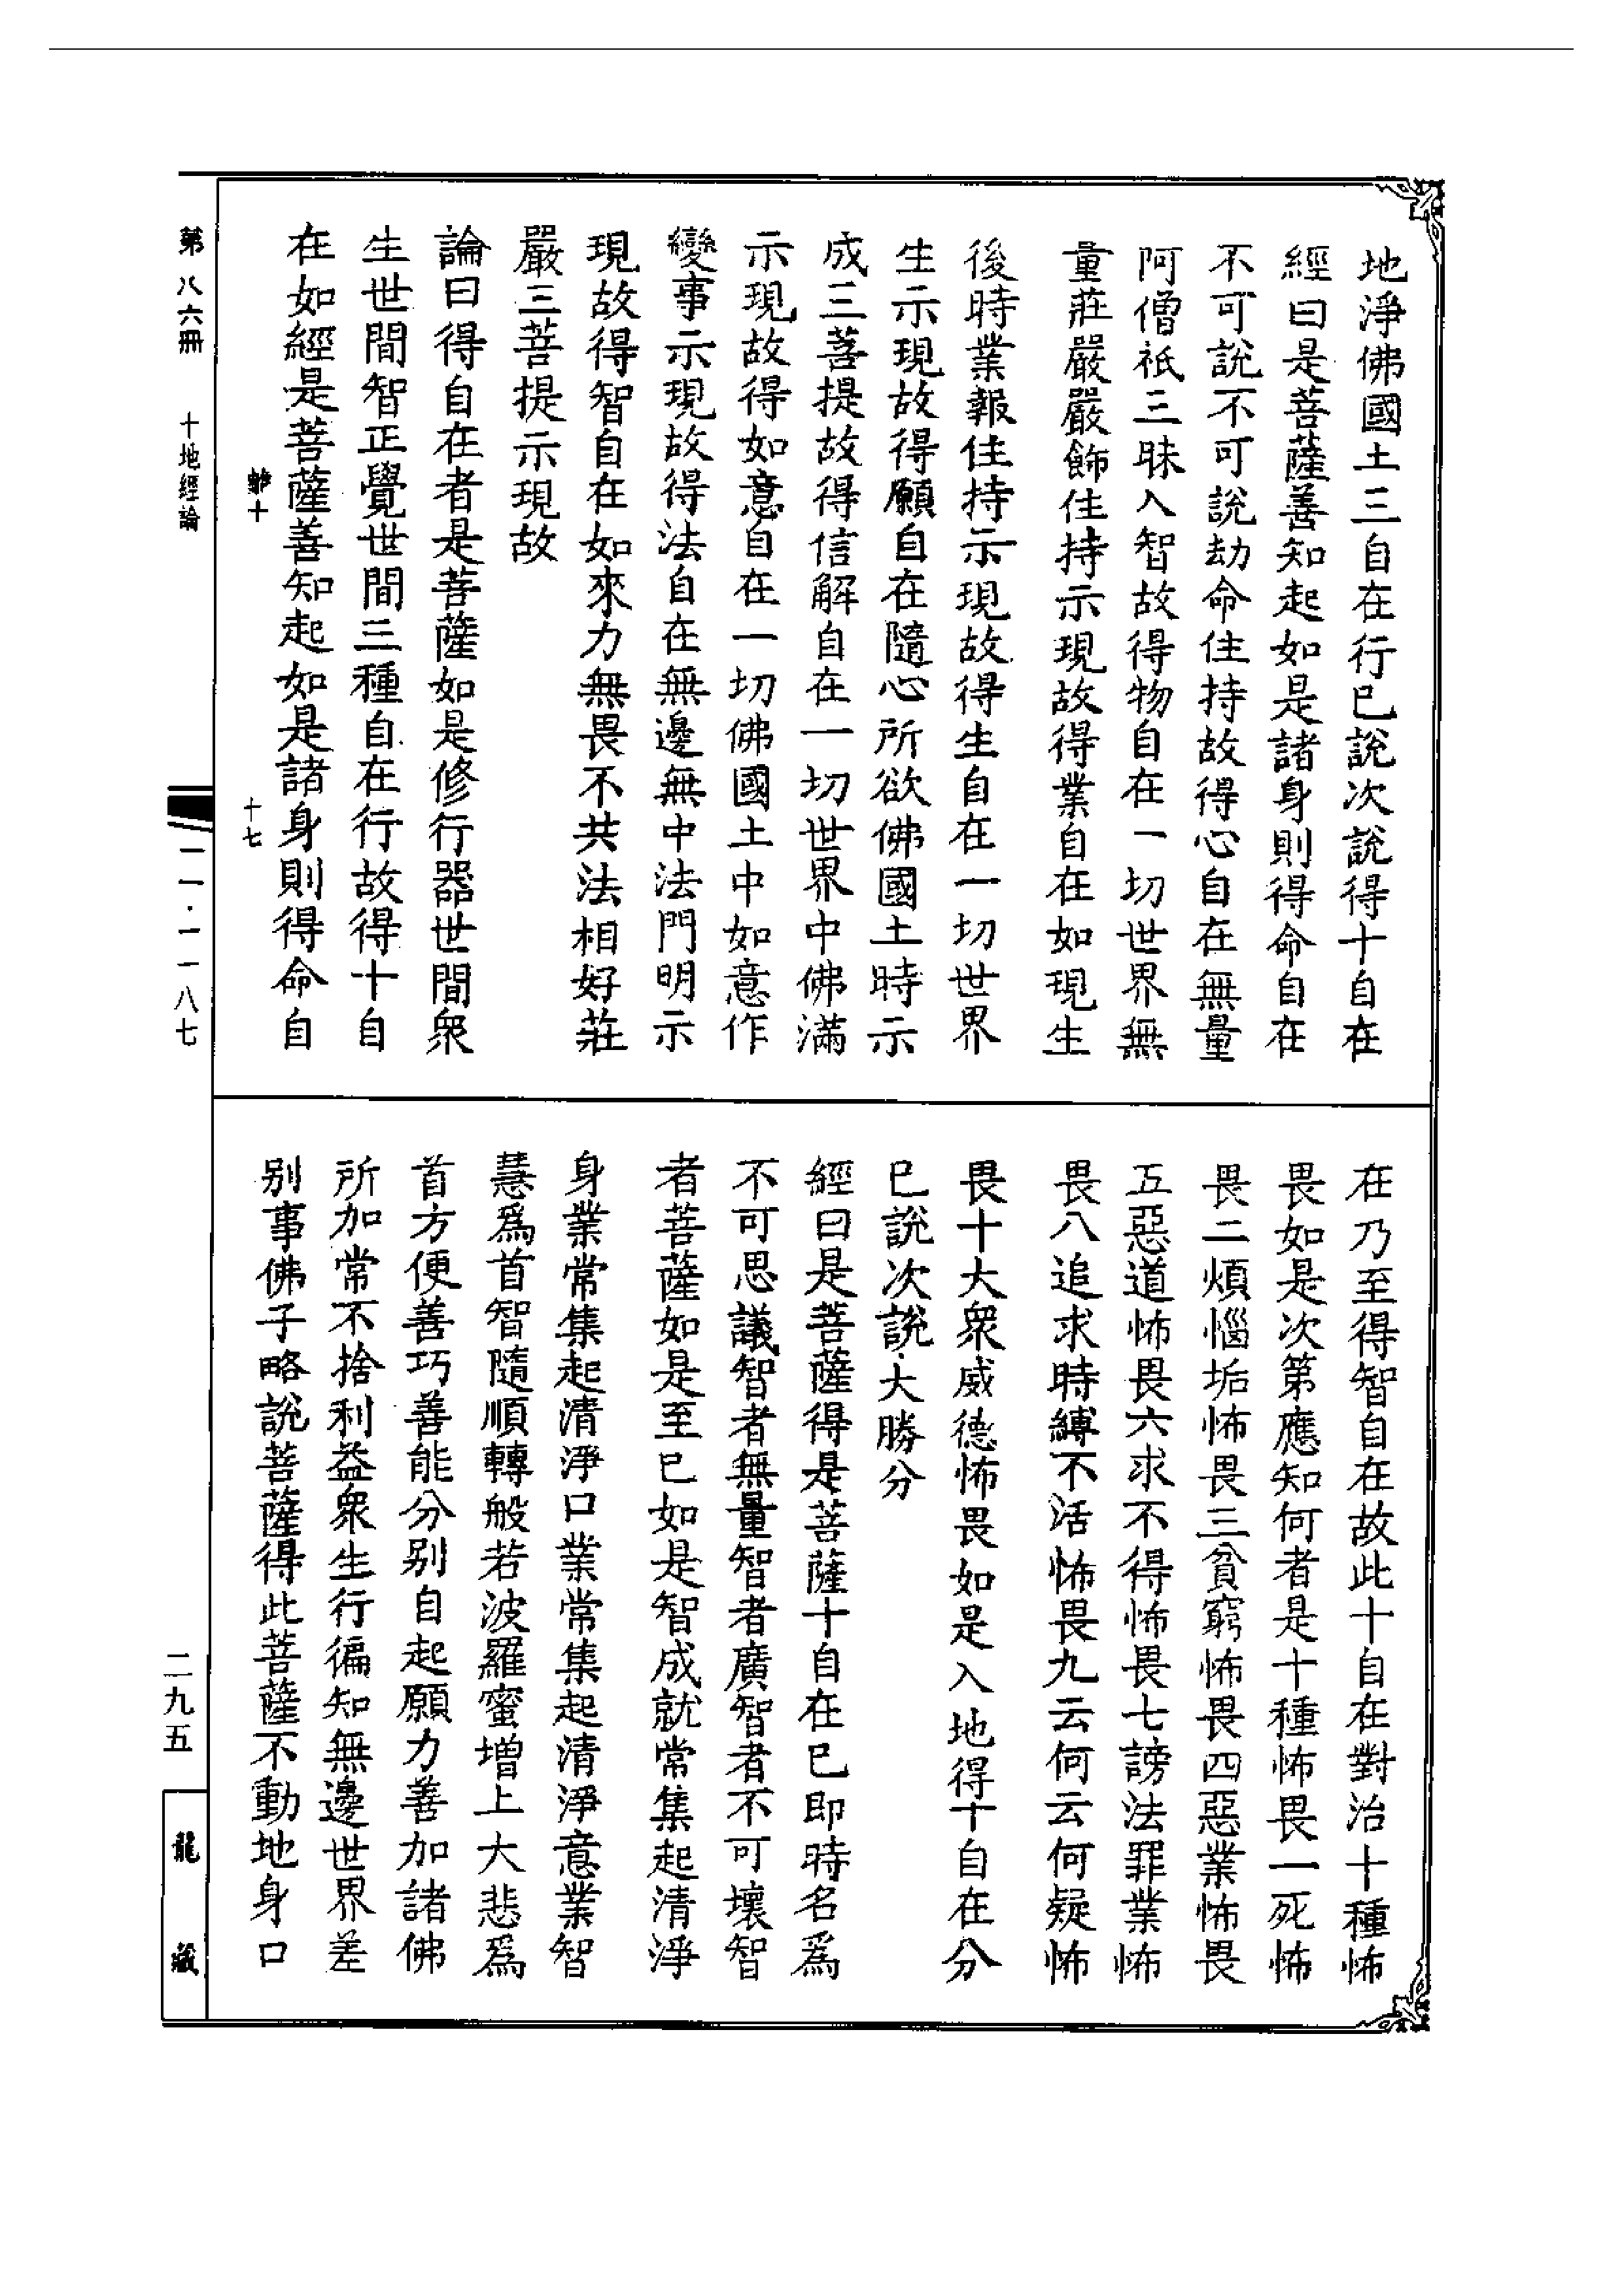 地淨佛國土三自在行已說次說得十自在
經曰是菩薩善知起如是諸身則得命自在
不可說不可說劫命住持故得心自在無量
阿僧祇三昧入智故得物自在一切世界無
量莊嚴嚴飾住持示現故得業自在如現生
後時業報住持示現故得生自在一切世界
生示現故得願自在隨心所欲佛國土時示
成三菩提故得信解自在一切世界中佛滿
示現故得如意自在一切佛國土中如意作
變事示現故得法自在無邊無中法門明示
現故得智自在如來力無畏不共法相好莊
嚴三菩提示現故
論曰得自在者是菩薩如是修行器世間眾
生世間智正覺世間三種自在行故得十自
在如經是菩薩善知起如是諸身則得命自
十
十七
在乃至得智自在故此十自在對治十種怖
畏如是次第應知何者是十種怖畏一死怖
畏二煩惱垢怖畏三貧窮怖畏四惡業怖畏
五惡道怖畏六求不得怖畏七謗法罪業怖
畏八追求時縛不活怖畏九云何云何疑怖
畏十大眾威德怖畏如是入地得十自在分
已說次說大勝分
經曰是菩薩得是菩薩十自在已即時名為
不可思議智者無量智者廣智者不可壞智
者菩薩如是至已如是智成就常集起清淨
身業常集起清淨口業常集起清淨意業智
慧為首智隨順轉般若波羅蜜增上大悲為
首方便善巧善能分別自起願力善加諸佛
所加常不捨利益眾生行徧知無邊世界差
別事佛子略說菩薩得此菩薩不動地身口
第八六冊
十地經論
一一·一一八七
二九五
龍藏